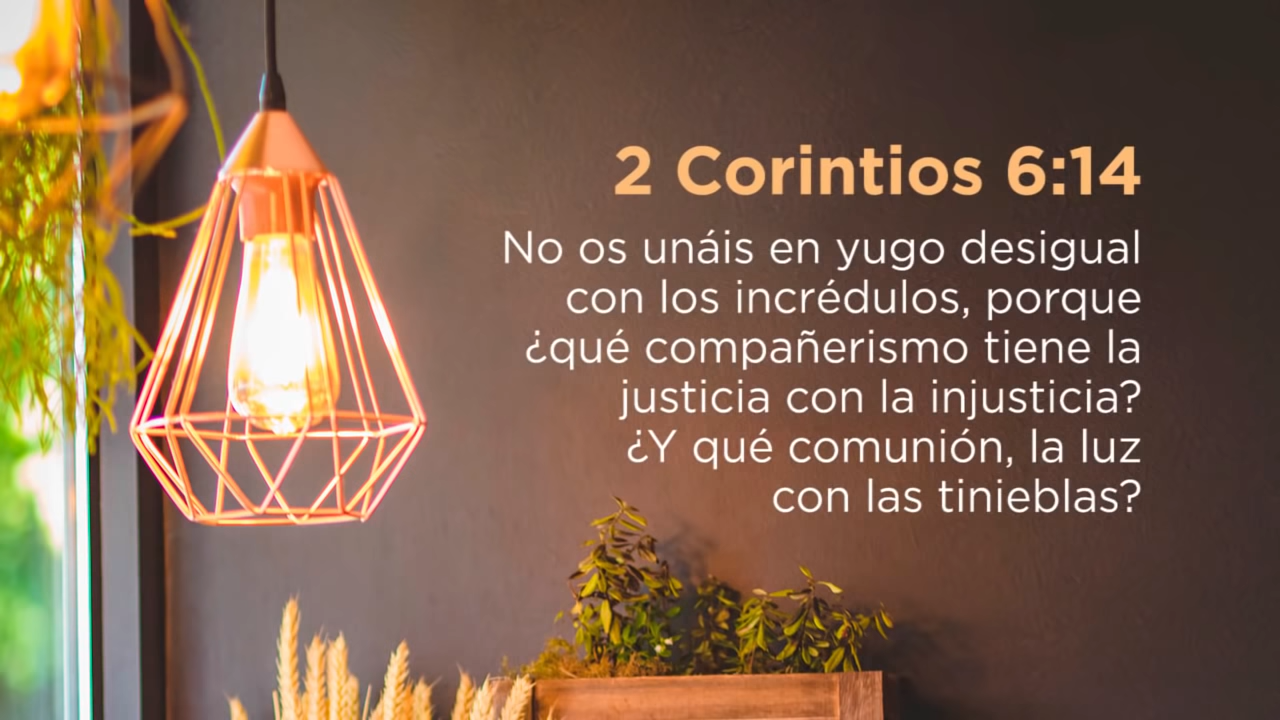 2 Corintios 6:14
No os unáis en yugo desigual
con los incrédulos, porque
¿qué compañerismo tiene la
justicia con la injusticia?
¿Y qué comunión, la luz
con las tinieblas?